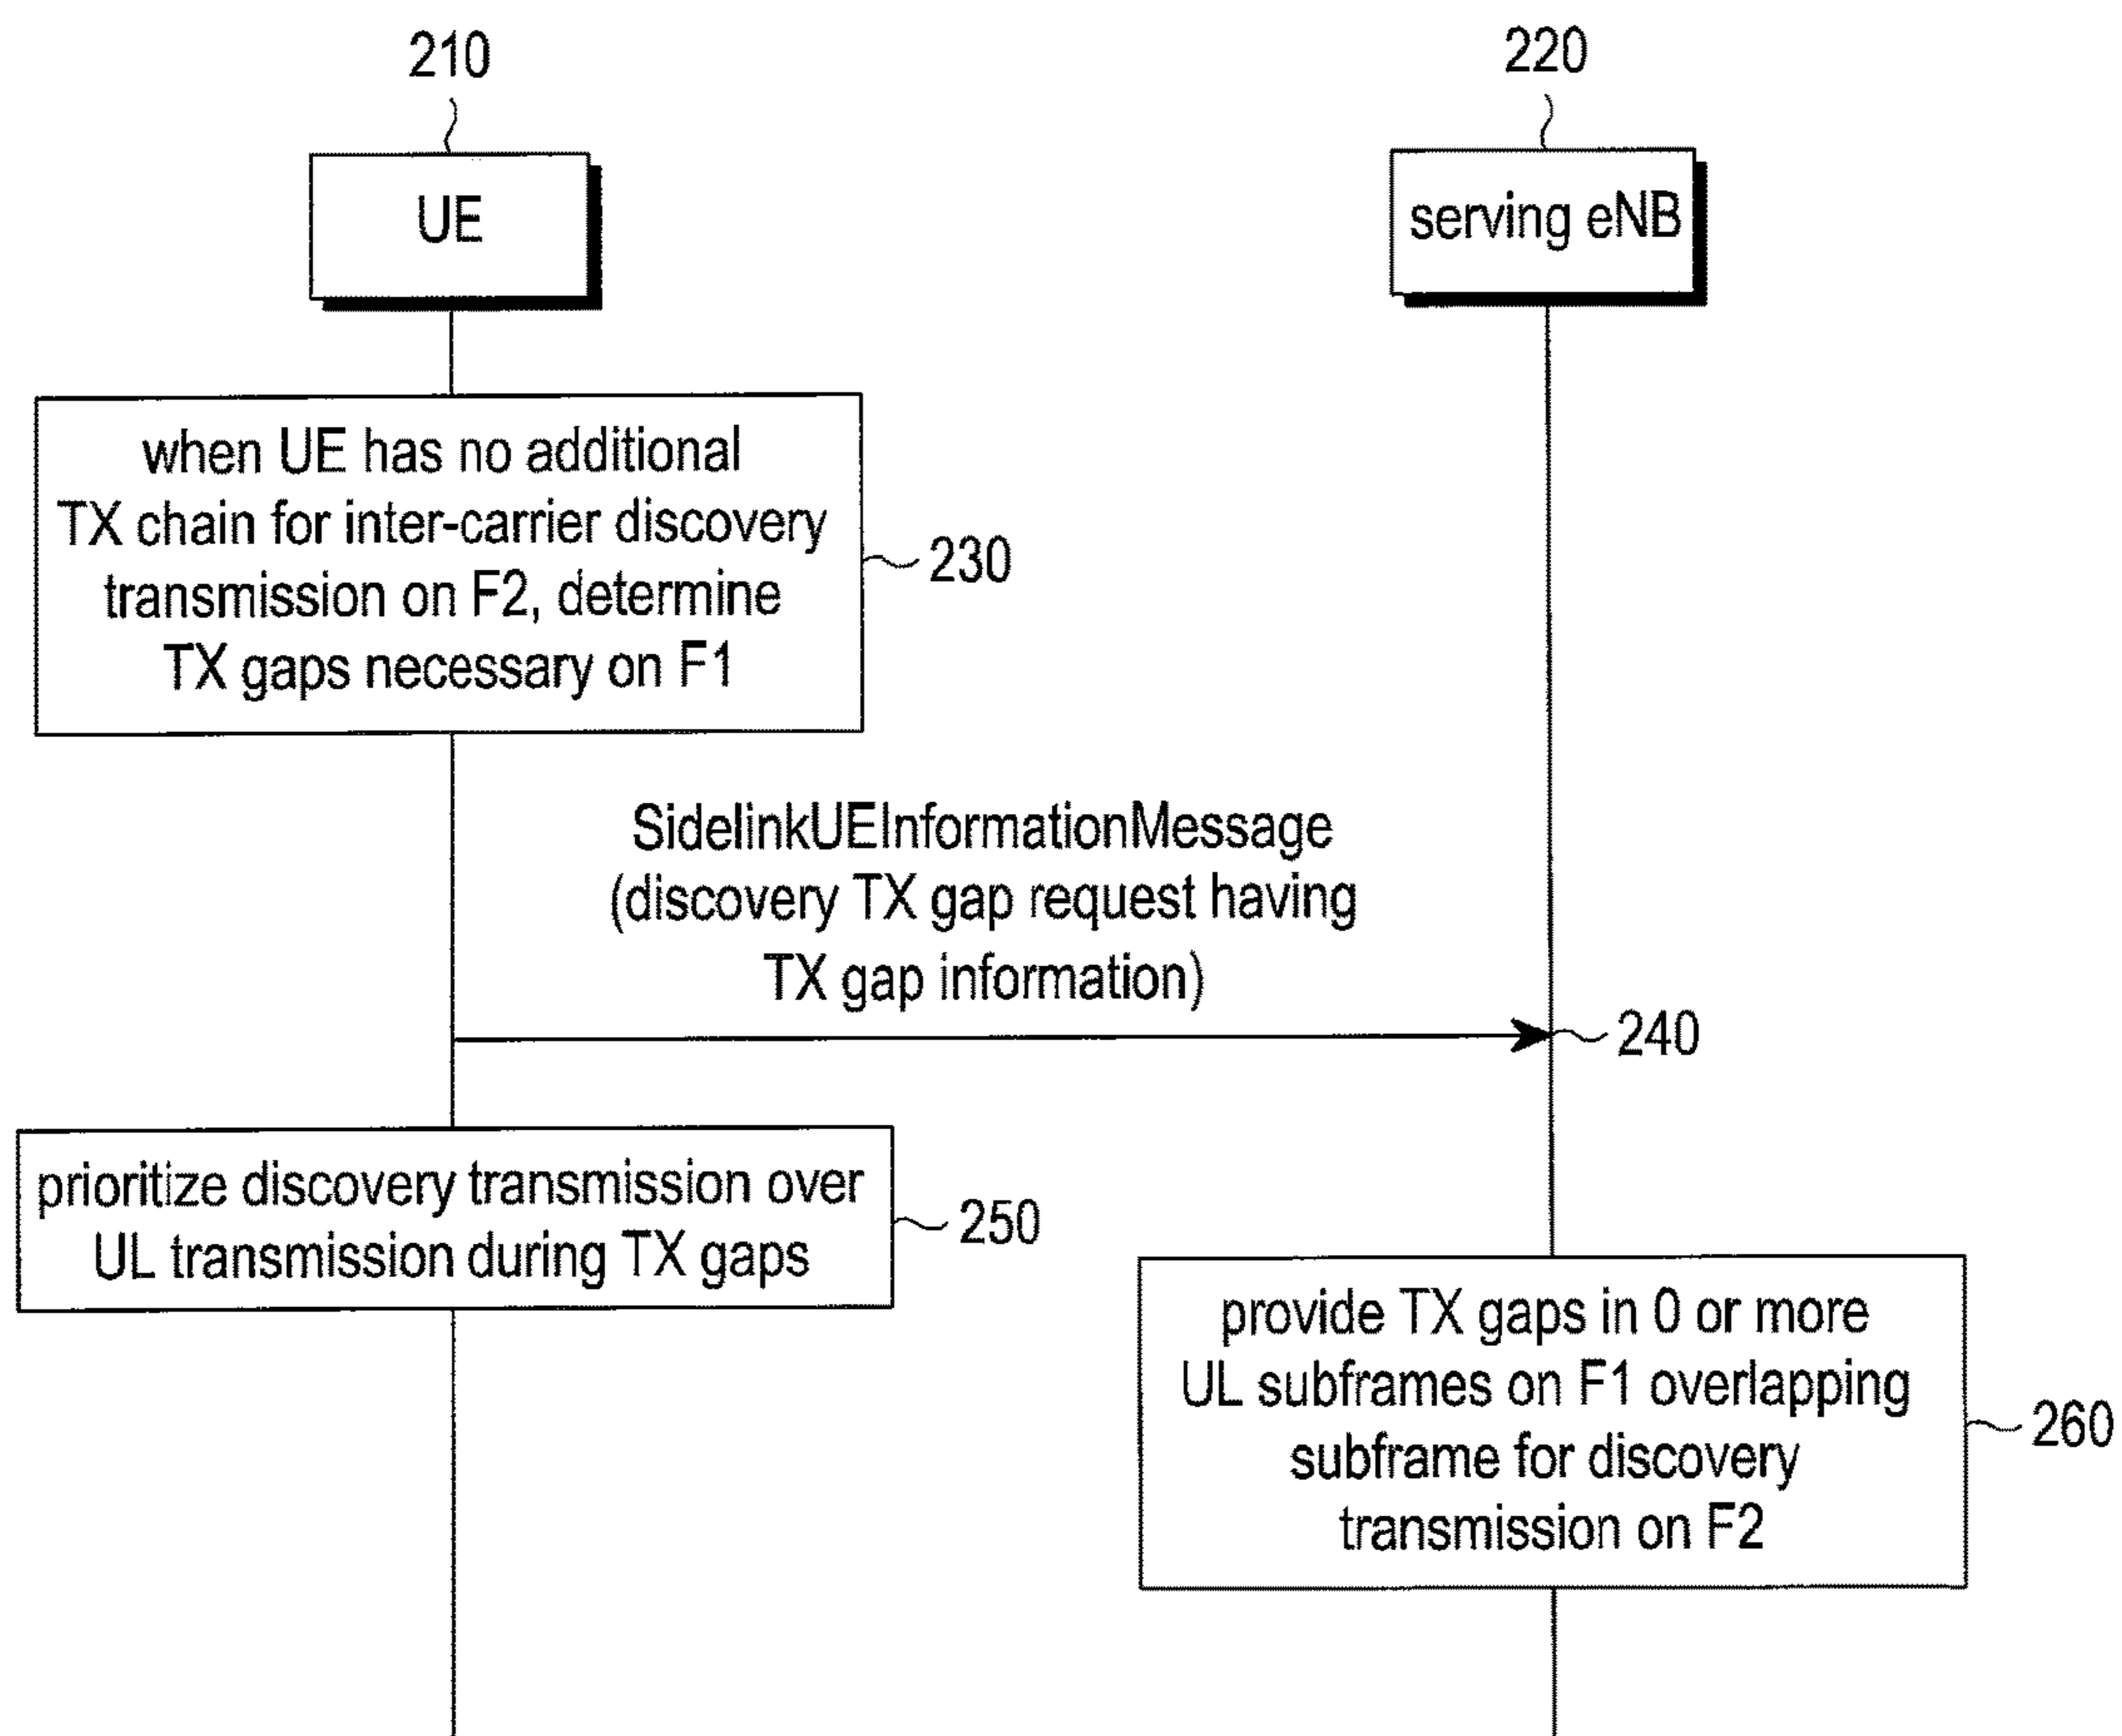 210
220
UE
serving eNB
when UE has no additional
TX chain for inter-carrier discovery
transmission on F2, determine
TX gaps necessary on F1
230
SidelinkUEInformationMessage
(discovery TX gap request having
TX gap information)
240
prioritize discovery transmission over
UL transmission during TX gaps
250
provide TX gaps in 0 or more
UL subframes on F1 overlapping
subframe for discovery
transmission on F2
260